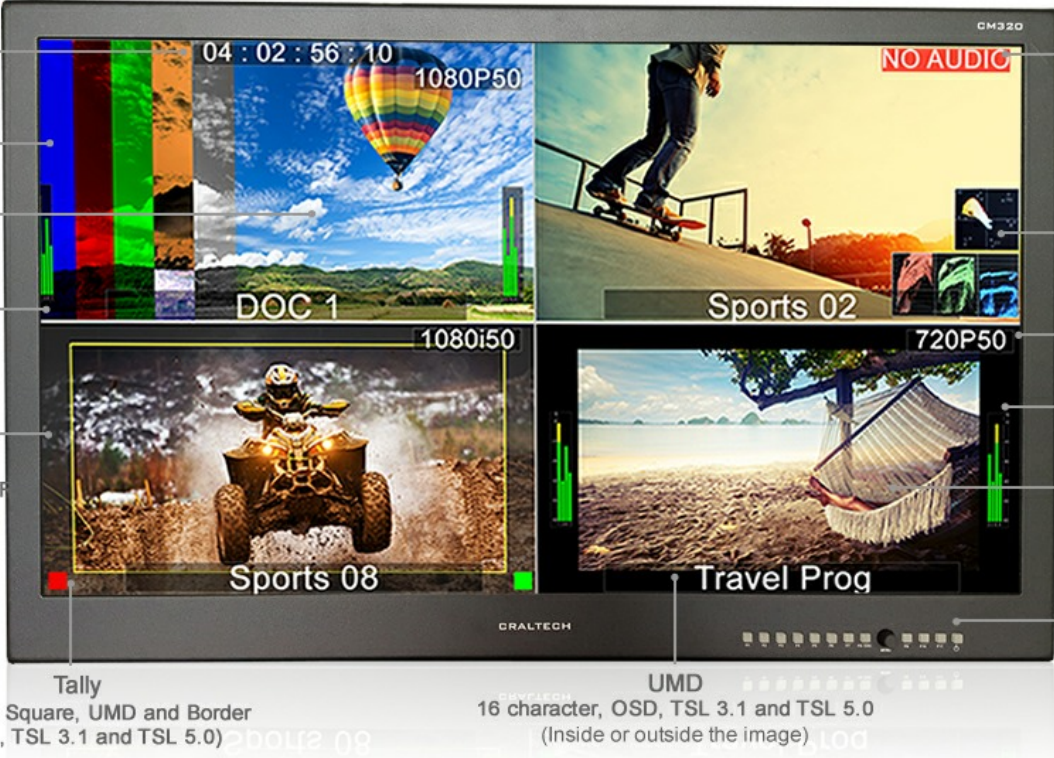 CM320
04 : 02 : 56 : 10
1080P50
NO AUDIO
DOC 1
Sports 02
1080i50
720P50
Sports 08
Travel Prog
CRALTECH
Tally
Square, UMD and Border
, TSL 3.1 and TSL 5.0)
UMD
16 character, OSD, TSL 3.1 and TSL 5.0
(Inside or outside the image)